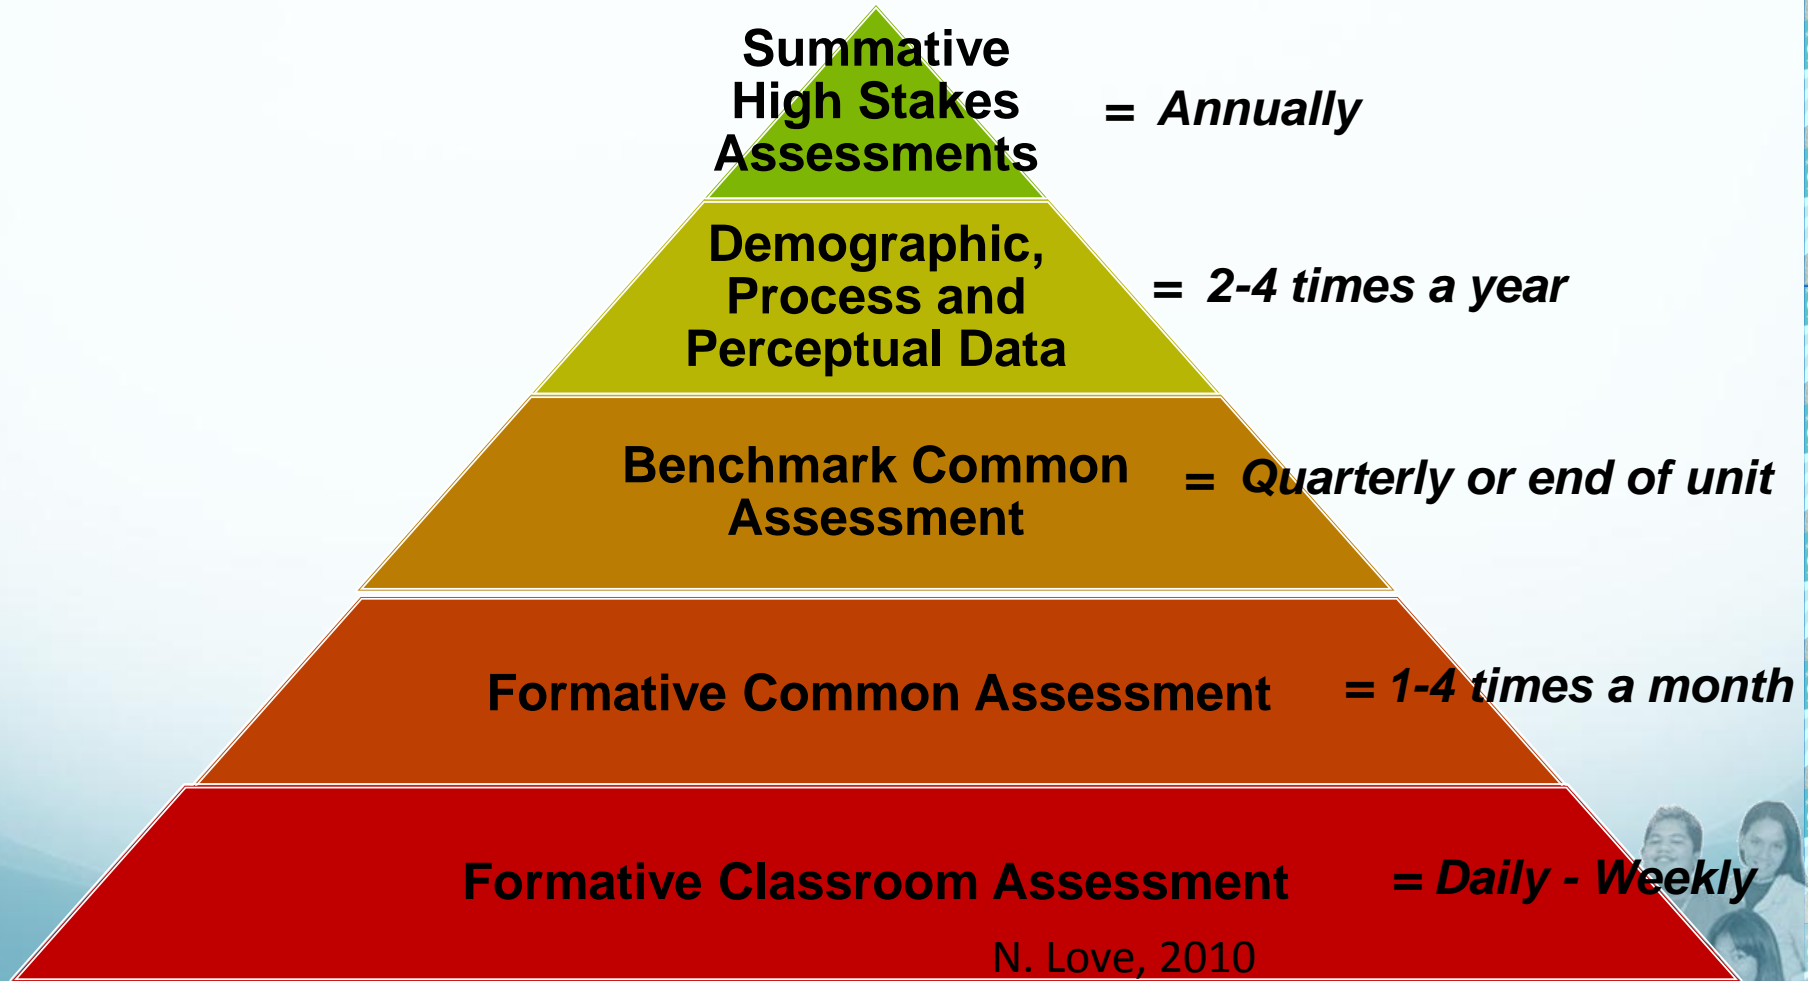 Summative
High Stakes
Assessments
= Annually
Demographic,
Process and
Perceptual Data
= 2-4 times a year
Benchmark Common
Assessment
= Quarterly or end of unit
Formative Common Assessment
= 1-4 times a month
Formative Classroom Assessment
= Daily - Weekly
N. Love, 2010